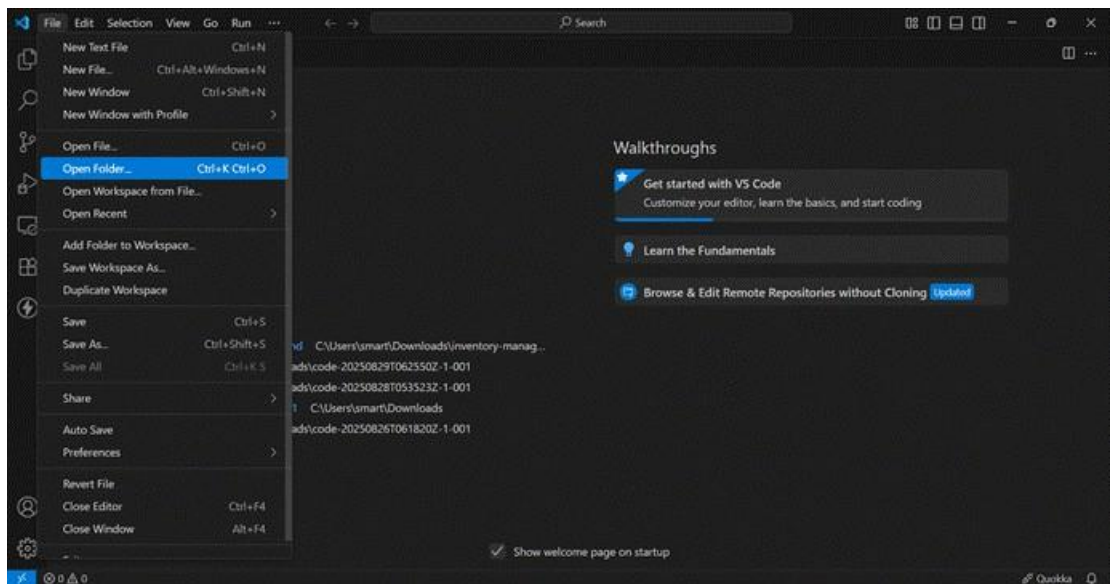 File Edit Selection View Go Run ··· Search
New Text File Ctrl+N
New File... Ctrl+Alt+Windows+N
New Window Ctrl+Shift+N
New Window with Profile
Open File... Ctrl+O
Open Folder... Ctrl+K Ctrl+O
Open Workspace from File...
Open Recent
Add Folder to Workspace...
Save Workspace As...
Duplicate Workspace
Save Ctrl+S
Save As... Ctrl+Shift+S
Save All Ctrl+K S
Share
Auto Save
Preferences
Revert File
Close Editor Ctrl+F4
Close Window Alt+F4
Walkthroughs
Get started with VS Code
Customize your editor, learn the basics, and start coding
Learn the Fundamentals
Browse & Edit Remote Repositories without Cloning Updated
nd C:\Users\smart\Downloads\inventory-manag...
ads\code-20250829T062550Z-1-001
ads\code-20250828T053523Z-1-001
C:\Users\smart\Downloads
ads\code-20250826T061820Z-1-001
Show welcome page on startup
0 0 Quokka